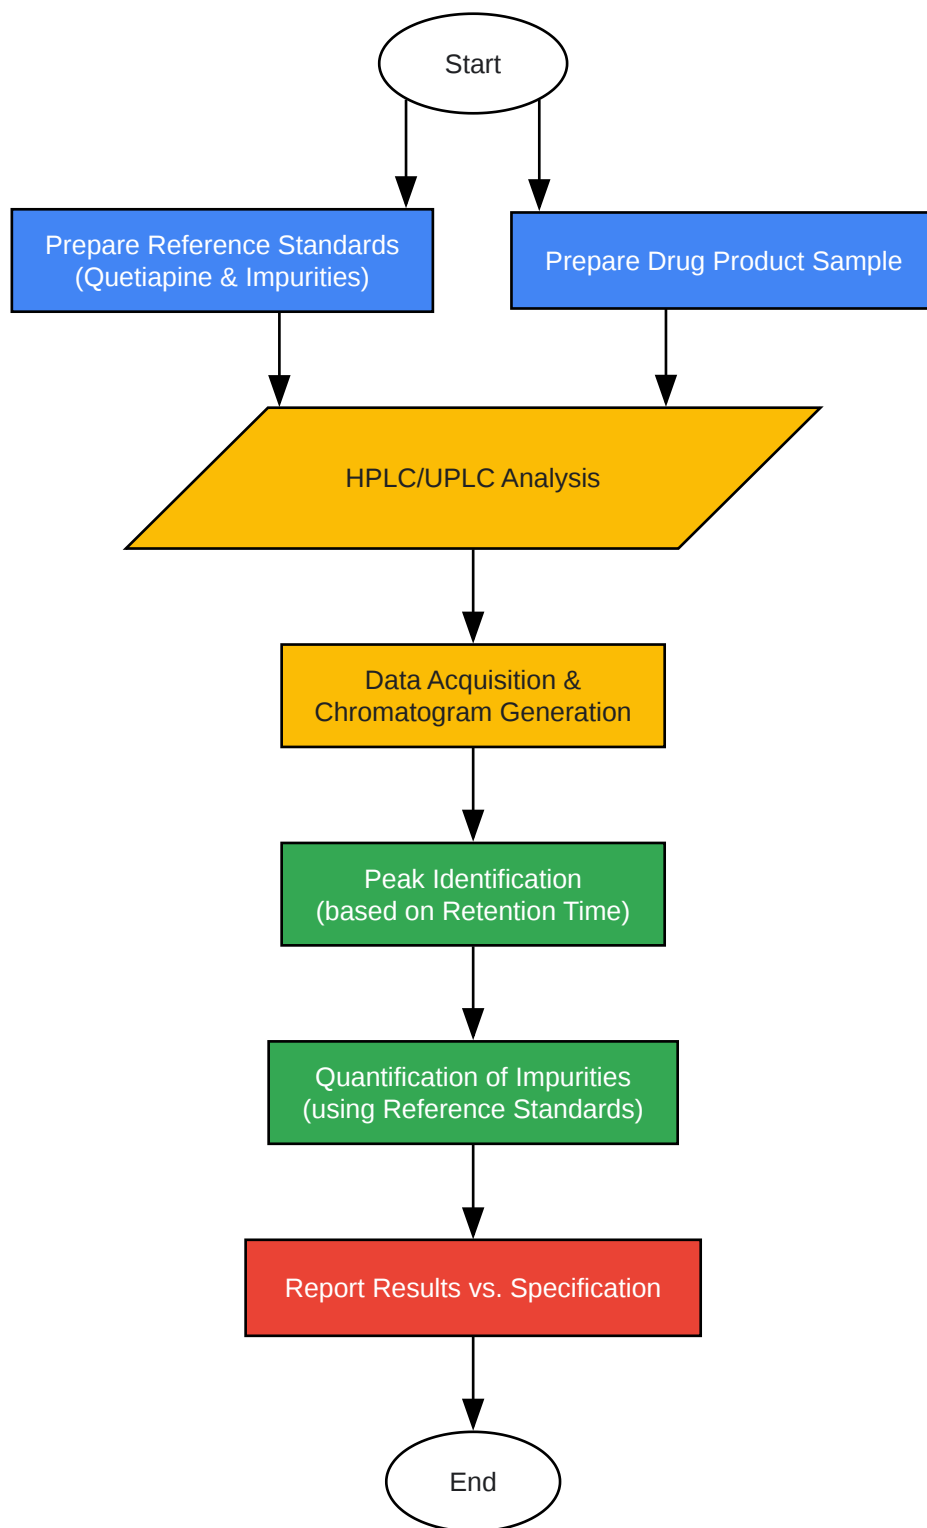 Start
Prepare Reference Standards
(Quetiapine & Impurities)
Prepare Drug Product Sample
HPLC/UPLC Analysis
Data Acquisition &
Chromatogram Generation
Peak Identification
(based on Retention Time)
Quantification of Impurities
(using Reference Standards)
Report Results vs. Specification
End